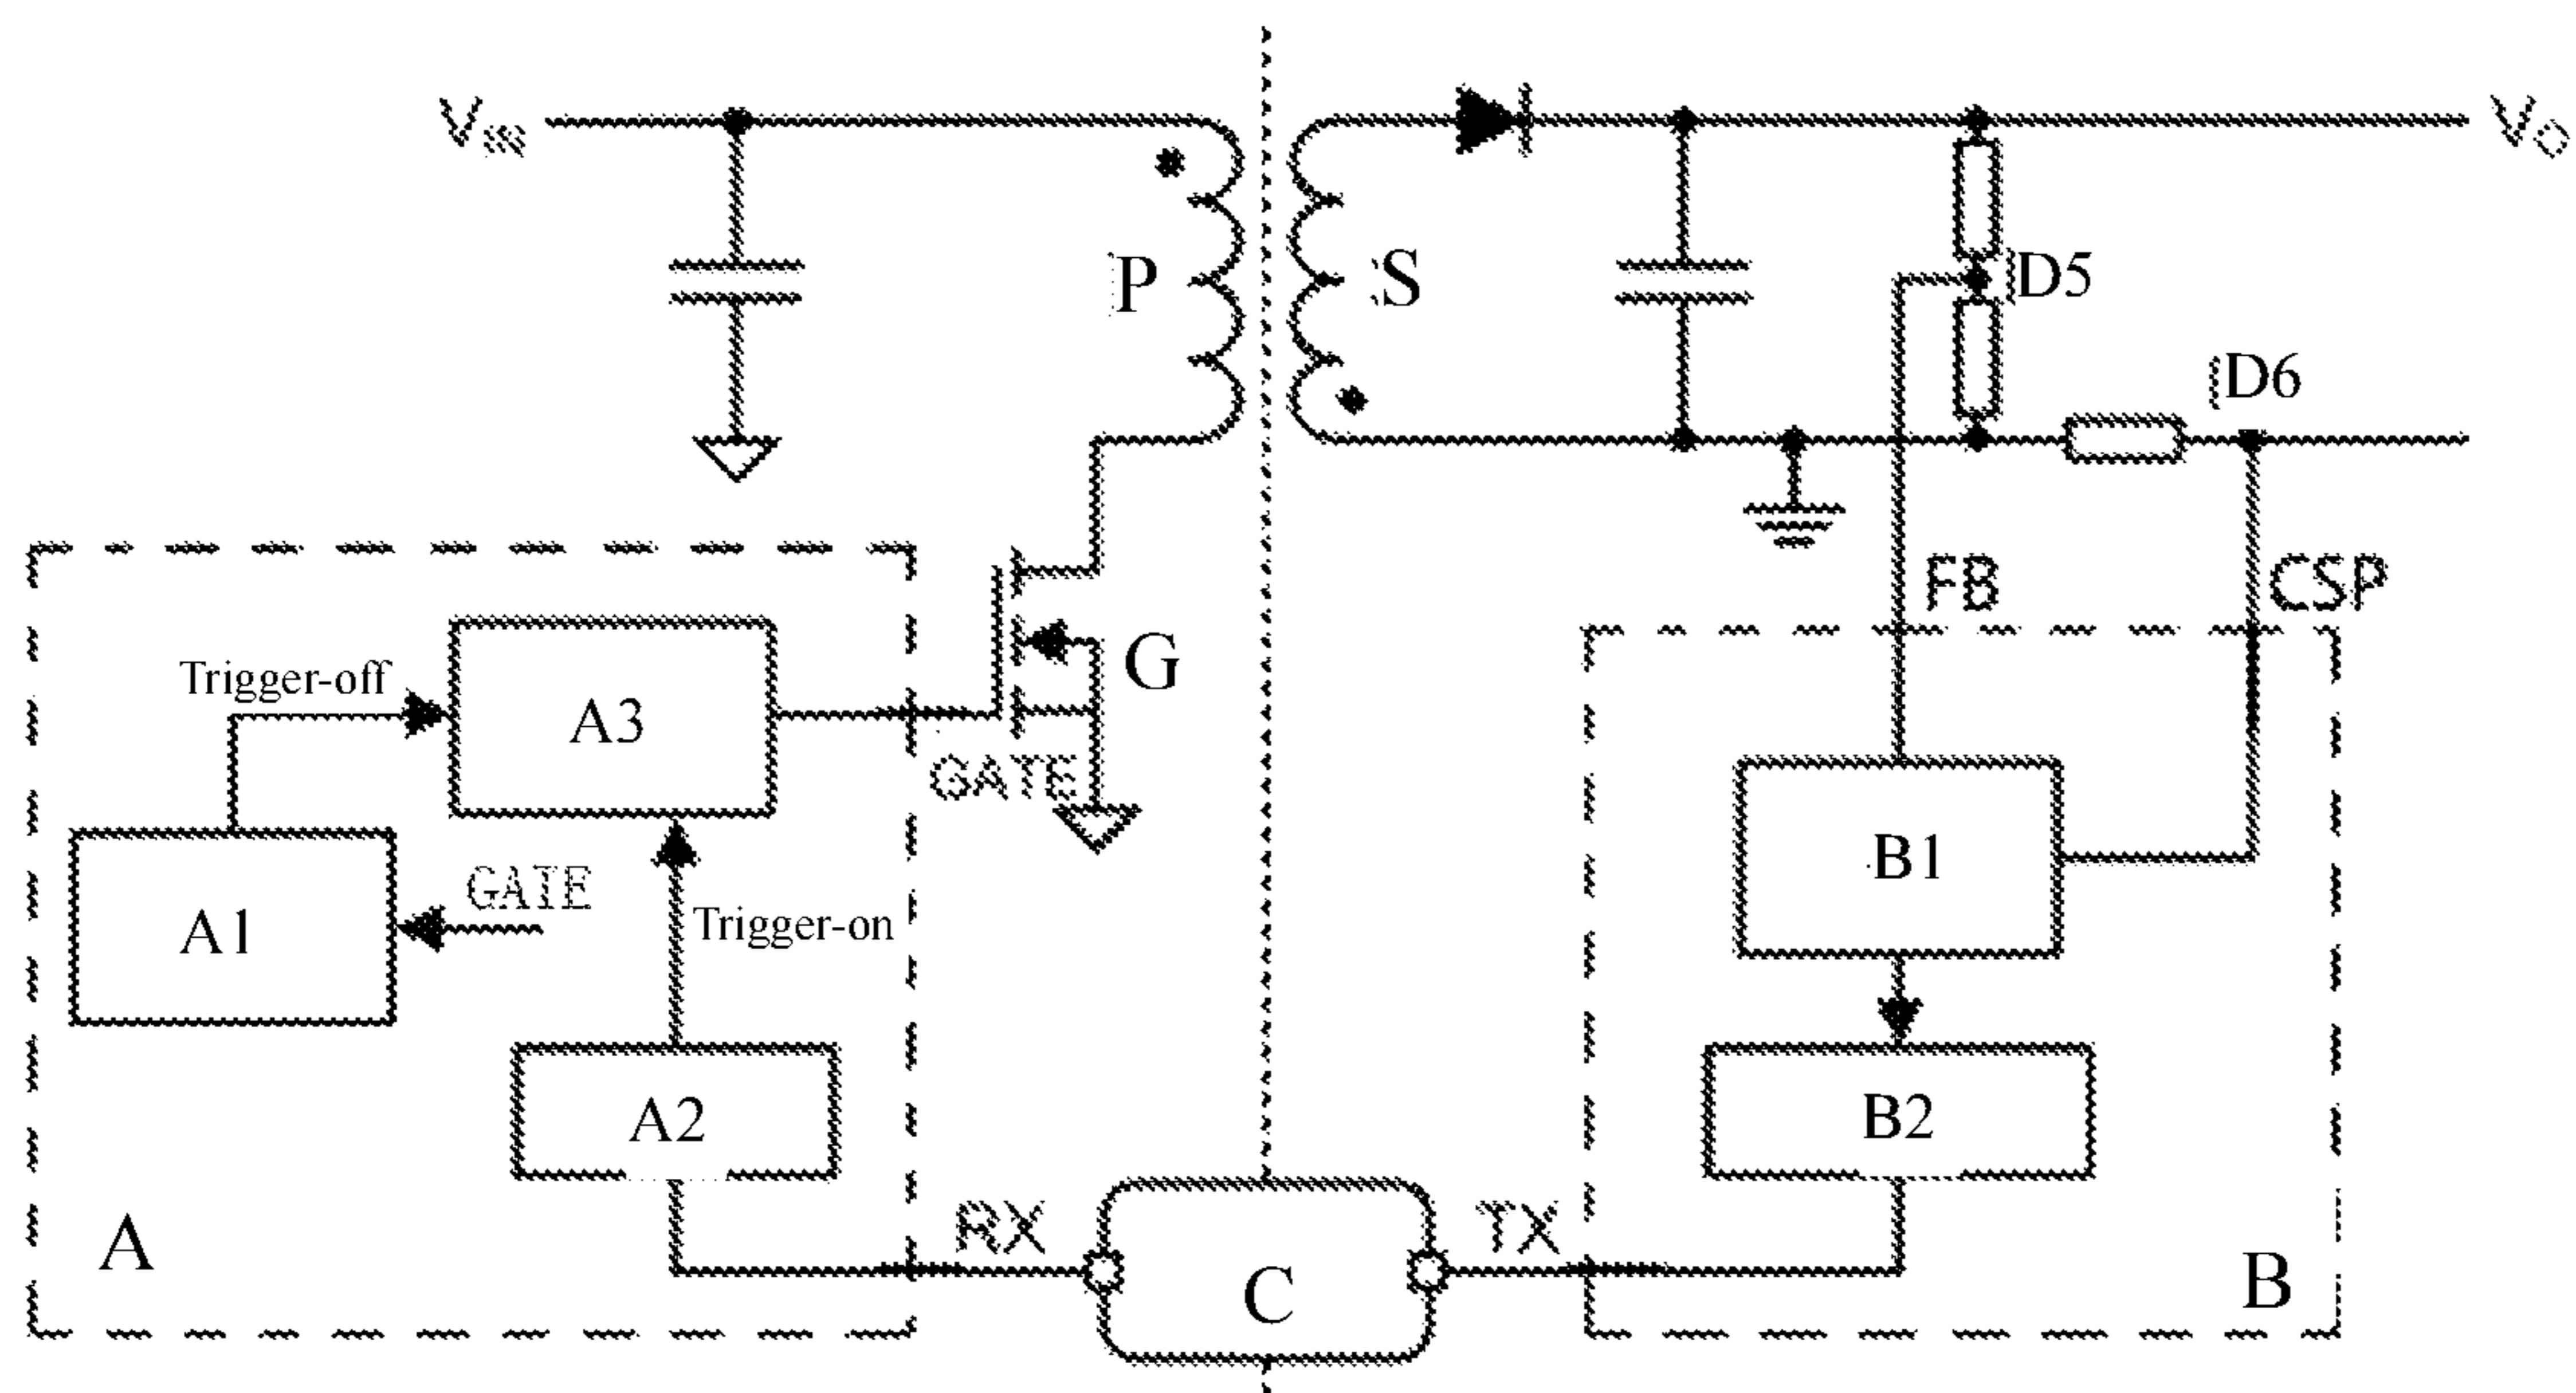 VIN
VO
P
S
D5
D6
FB
CSP
G
Trigger-off
A3
GATE
A1
GATE
Trigger-on
B1
A2
B2
RX
TX
A
C
B